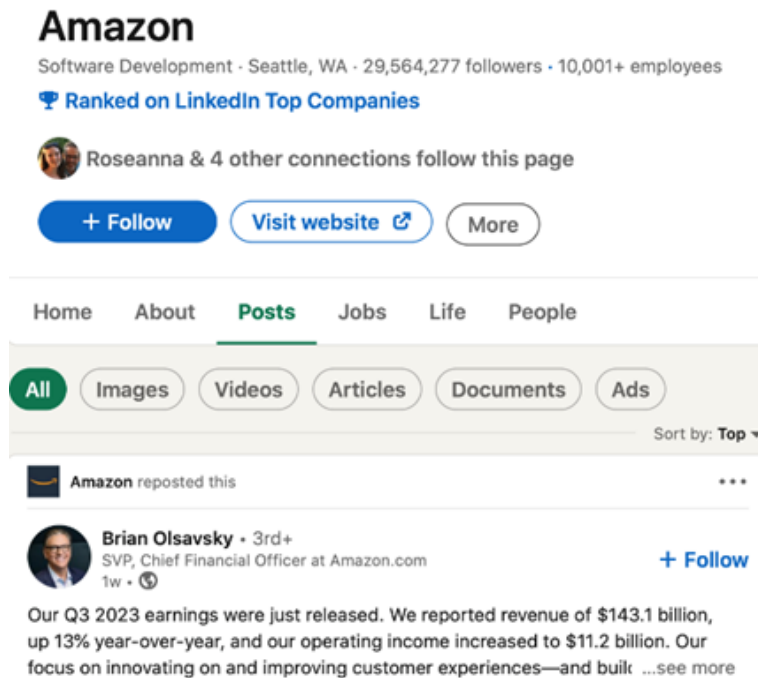 Amazon
Software Development · Seattle, WA · 29,564,277 followers · 10,001+ employees
Ranked on LinkedIn Top Companies
Roseanna & 4 other connections follow this page
+ Follow
Visit website
More
Home About Posts Jobs Life People
All Images Videos Articles Documents Ads
Sort by: Top
Amazon reposted this
Brian Olsavsky • 3rd+
SVP, Chief Financial Officer at Amazon.com
+ Follow
1w •
Our Q3 2023 earnings were just released. We reported revenue of $143.1 billion,
up 13% year-over-year, and our operating income increased to $11.2 billion. Our
focus on innovating on and improving customer experiences—and ...see more